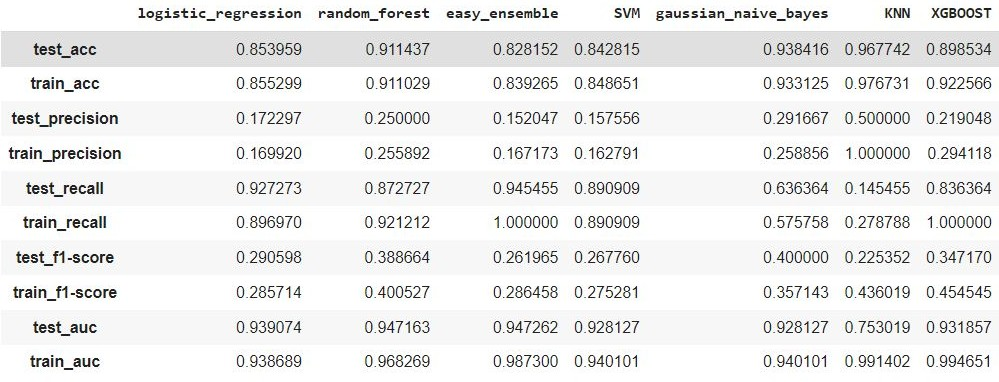 logistic_regression random_forest easy_ensemble SVM gaussian_naive_bayes KNN XGBOOST
test_acc 0.853959 0.911437 0.828152 0.842815 0.938416 0.967742 0.898534
train_acc 0.855299 0.911029 0.839265 0.848651 0.933125 0.976731 0.922566
test_precision 0.172297 0.250000 0.152047 0.157556 0.291667 0.500000 0.219048
train_precision 0.169920 0.255892 0.167173 0.162791 0.258856 1.000000 0.294118
test_recall 0.927273 0.872727 0.945455 0.890909 0.636364 0.145455 0.836364
train_recall 0.896970 0.921212 1.000000 0.890909 0.575758 0.278788 1.000000
test_f1-score 0.290598 0.388664 0.261965 0.267760 0.400000 0.225352 0.347170
train_f1-score 0.285714 0.400527 0.286458 0.275281 0.357143 0.436019 0.454545
test_auc 0.939074 0.947163 0.947262 0.928127 0.928127 0.753019 0.931857
train_auc 0.938689 0.968269 0.987300 0.940101 0.940101 0.991402 0.994651